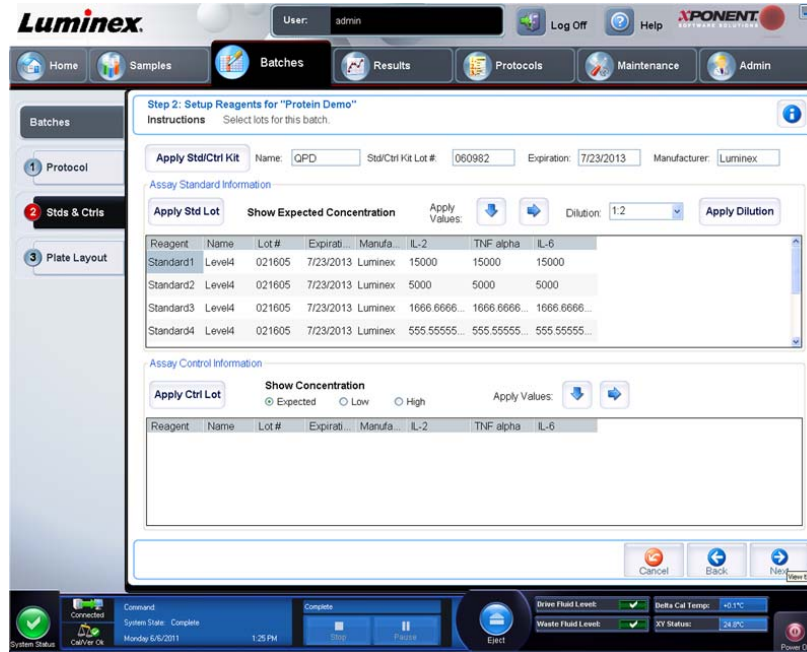 Luminex.
User: admin
Log Off
Help
XPONENT.
SOFTWARE SOLUTIONS
Home
Samples
Batches
Results
Protocols
Maintenance
Admin
Batches
1 Protocol
2 Stds & Ctrls
3 Plate Layout
Step 2: Setup Reagents for "Protein Demo"
Instructions Select lots for this batch.
Apply Std/Ctrl Kit Name: QPD Std/Ctrl Kit Lot #: 060982 Expiration: 7/23/2013 Manufacturer: Luminex
Assay Standard Information
Apply Std Lot Show Expected Concentration Apply Values: Dilution: 1:2 Apply Dilution
Reagent Name Lot # Expirati... Manufa... IL-2 TNF alpha IL-6
Standard1 Level4 021605 7/23/2013 Luminex 15000 15000 15000
Standard2 Level4 021605 7/23/2013 Luminex 5000 5000 5000
Standard3 Level4 021605 7/23/2013 Luminex 1666.6666... 1666.6666... 1666.6666...
Standard4 Level4 021605 7/23/2013 Luminex 555.55555... 555.55555... 555.55555...
Assay Control Information
Apply Ctrl Lot Show Concentration
Expected Low High Apply Values:
Reagent Name Lot # Expirati... Manufa... IL-2 TNF alpha IL-6
Cancel Back Next
View t
System Status
Connected
Cal/Ver Ok
Command
System State: Complete
Monday 6/6/2011 1:25 PM
Complete
Stop Pause
Eject
Drive Fluid Level:
Waste Fluid Level:
Delta Cal Temp: +0.1°C
XY Status: 24.8°C
Power